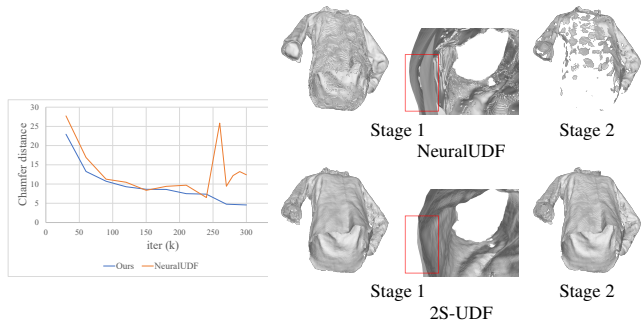 30
25
20
15
10
5
0
Chamfer distance
0 50 100 150 200 250 300
iter (k)
Ours NeuralUDF
Stage 1 Stage 2
NeuralUDF
Stage 1 Stage 2
2S-UDF